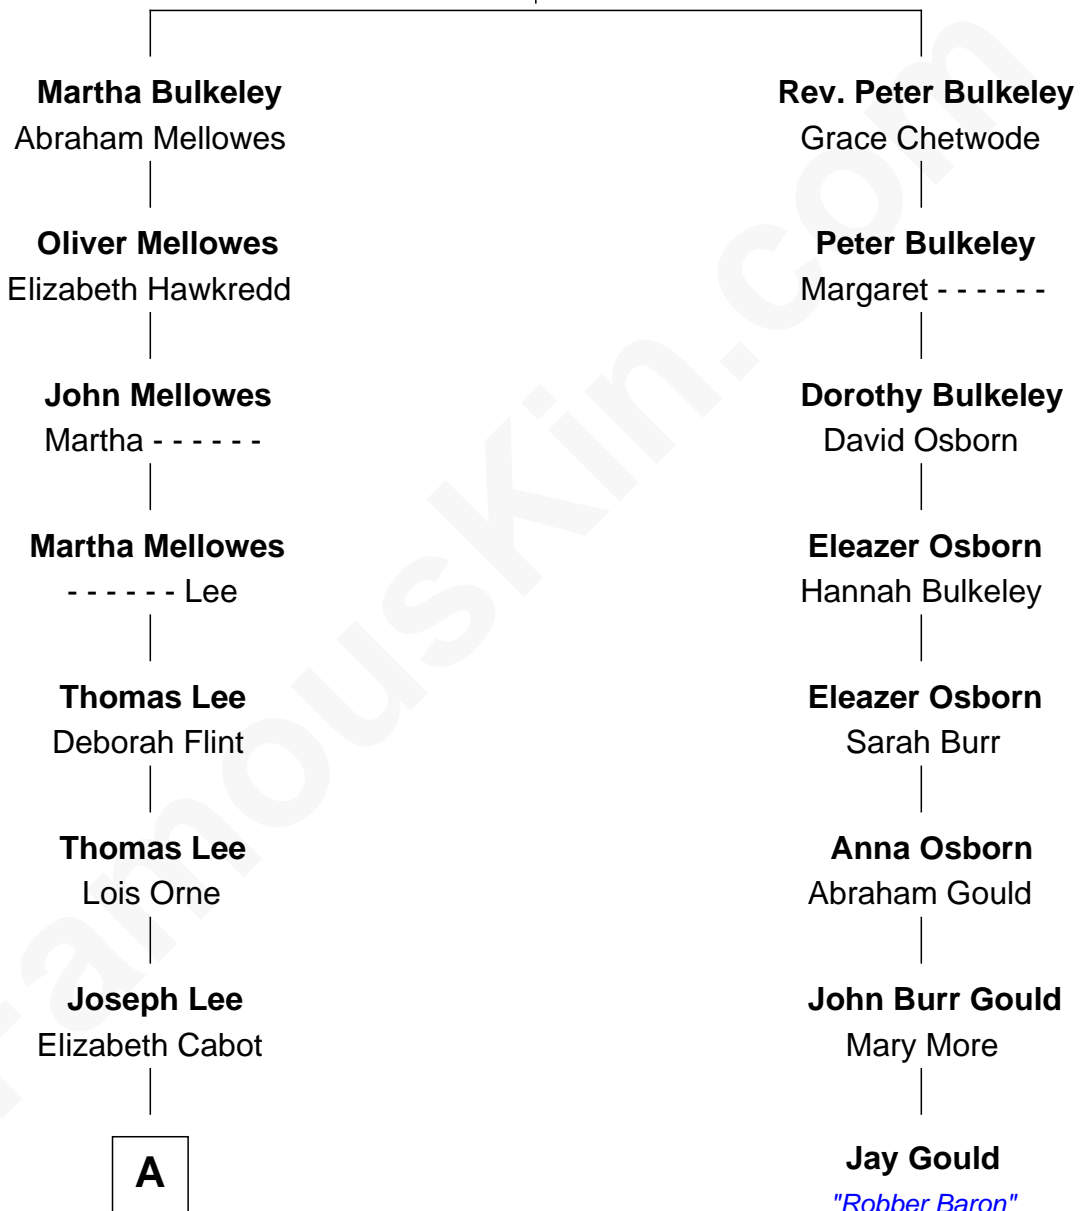 Martha Bulkeley
Abraham Mellowes
Oliver Mellowes
Elizabeth Hawkredd
John Mellowes
Martha - - - - - -
Martha Mellowes
- - - - - - Lee
Thomas Lee
Deborah Flint
Thomas Lee
Lois Orne
Joseph Lee
Elizabeth Cabot
A
Rev. Peter Bulkeley
Grace Chetwode
Peter Bulkeley
Margaret - - - - - -
Dorothy Bulkeley
David Osborn
Eleazer Osborn
Hannah Bulkeley
Eleazer Osborn
Sarah Burr
Anna Osborn
Abraham Gould
John Burr Gould
Mary More
Jay Gould
"Robber Baron"
FamousKin.com